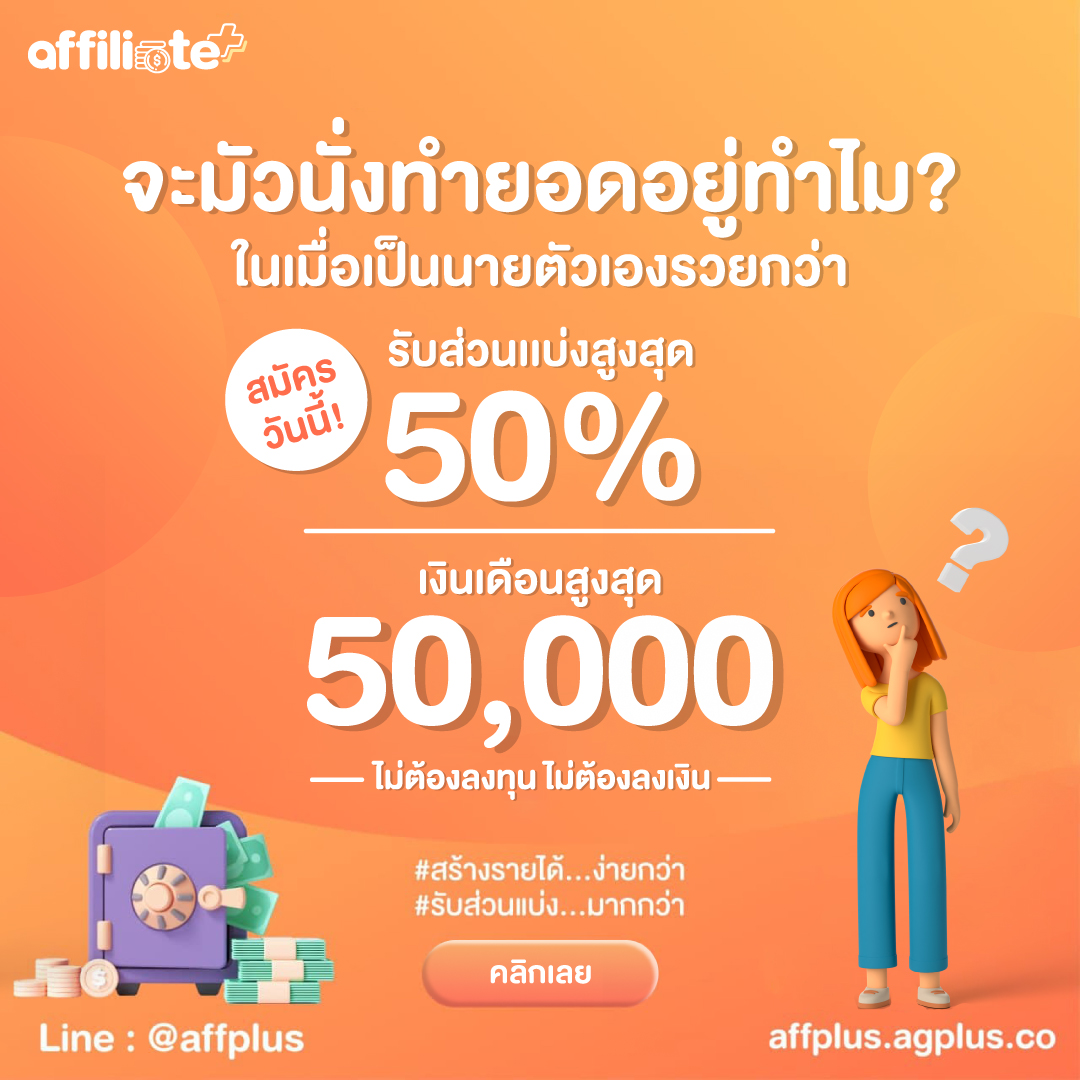 affiliate+
จะมัวนั่งทำยอดอยู่ทำไม?
ในเมื่อเป็นนายตัวเองรวยกว่า
สมัคร
วันนี้!
รับส่วนแบ่งสูงสุด
50%
เงินเดือนสูงสุด
50,000
ไม่ต้องลงทุน ไม่ต้องลงเงิน
#สร้างรายได้...ง่ายกว่า
#รับส่วนแบ่ง...มากกว่า
คลิกเลย
Line : @affplus
affplus.agplus.co